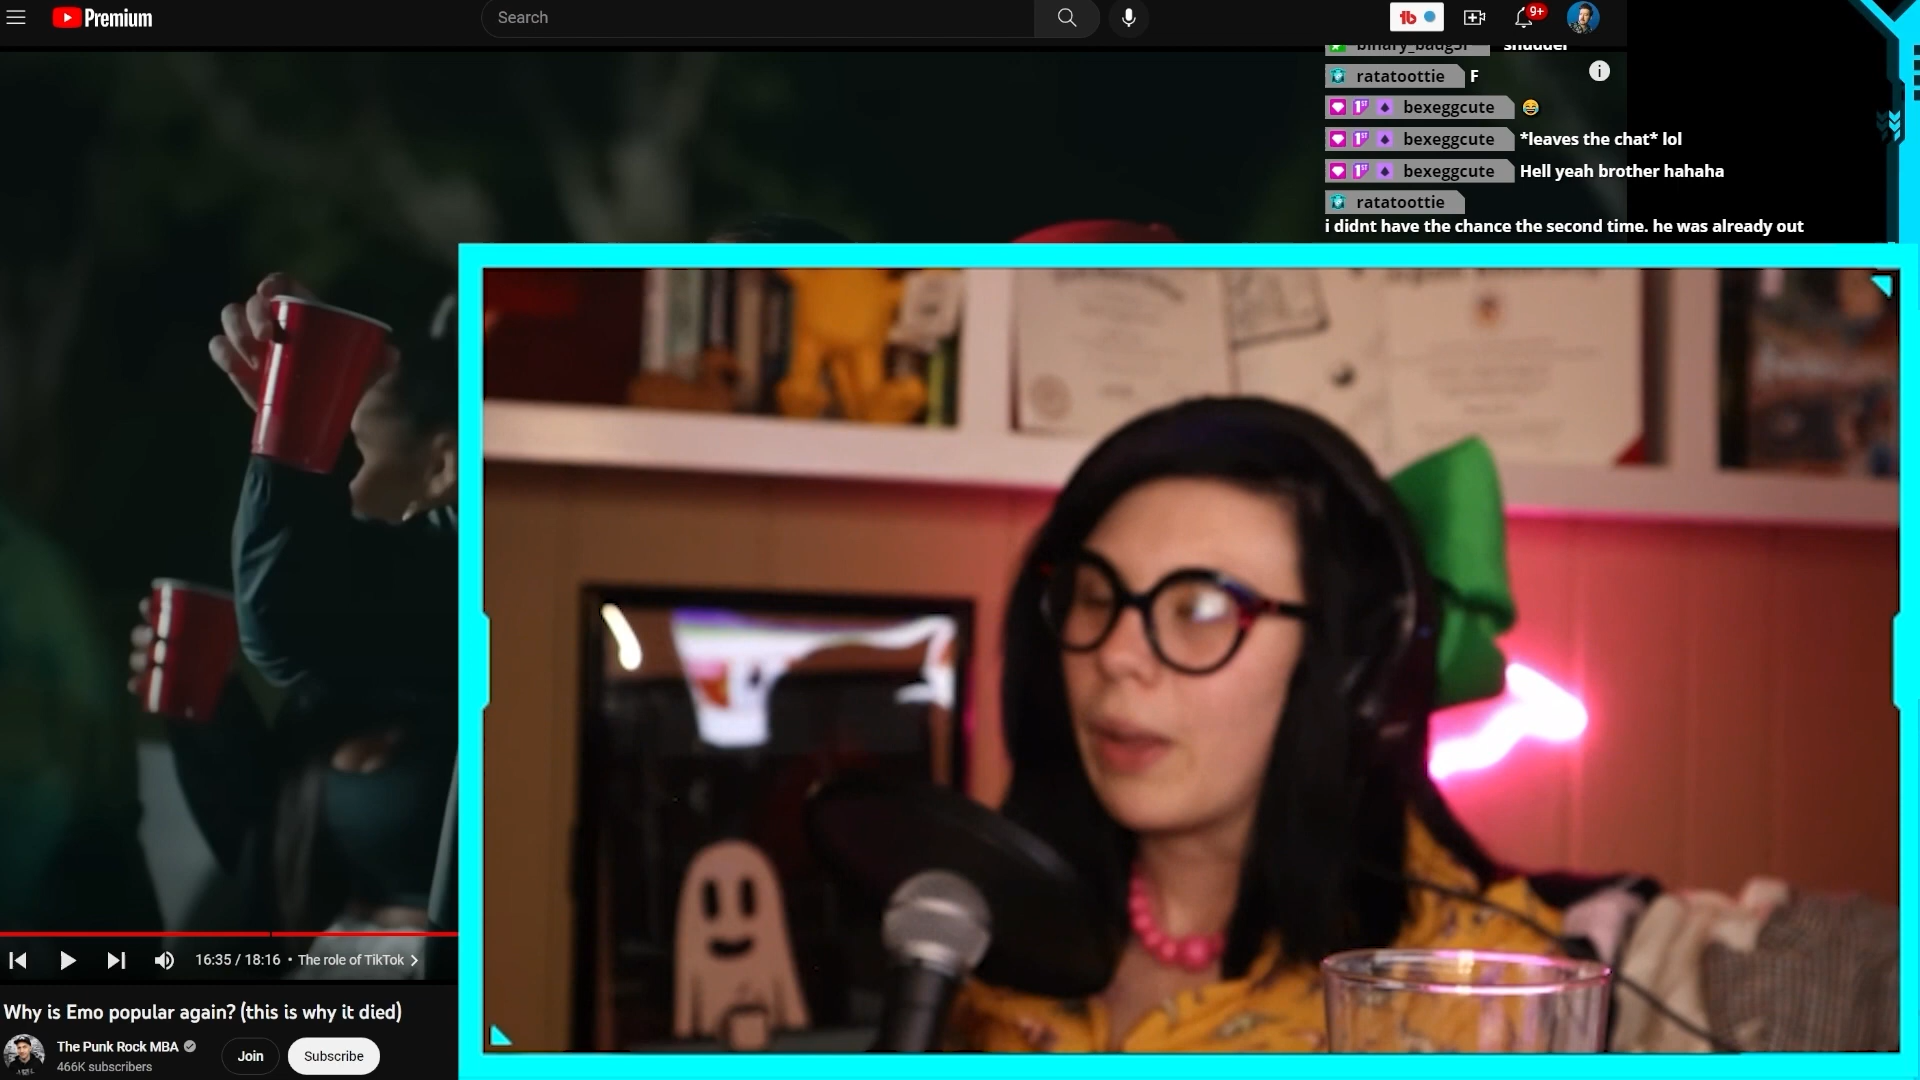 Premium
Search
9+
ratatoottie F
bexeggcute 😄
bexeggcute *leaves the chat* lol
bexeggcute Hell yeah brother hahaha
ratatoottie
i didnt have the chance the second time. he was already out
16:35 / 18:16 • The role of TikTok >
Why is Emo popular again? (this is why it died)
The Punk Rock MBA
466K subscribers
Join
Subscribe